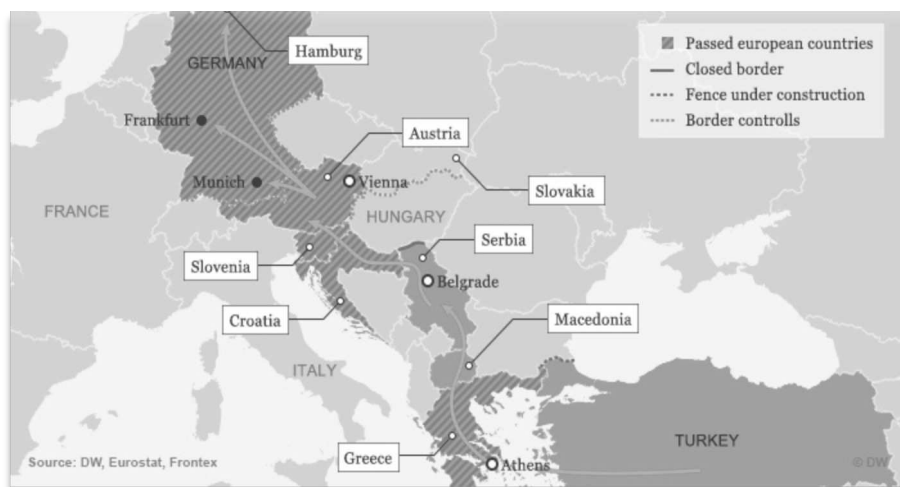 Hamburg
GERMANY
Passed european countries
Closed border
Fence under construction
Border controlls
Frankfurt
Austria
Munich
Vienna
Slovakia
FRANCE
HUNGARY
Slovenia
Serbia
Belgrade
Croatia
Macedonia
ITALY
Greece
TURKEY
Source: DW, Eurostat, Frontex
Athens
© DW